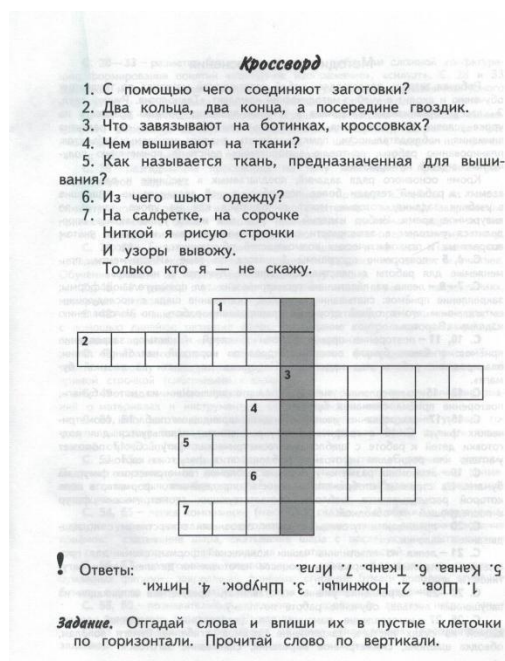 Кроссворд
1. С помощью чего соединяют заготовки?
2. Два кольца, два конца, а посередине гвоздик.
3. Что завязывают на ботинках, кроссовках?
4. Чем вышивают на ткани?
5. Как называется ткань, предназначенная для выши-
вания?
6. Из чего шьют одежду?
7. На салфетке, на сорочке
Ниткой я рисую строчки
И узоры вывожу.
Только кто я — не скажу.
1
2
3
4
5
6
7
! Ответы:
1. Шов. 2. Ножницы. 3. Шнурок. 4. Нитки.
5. Канва. 6. Ткань. 7. Игла.
Задание. Отгадай слова и впиши их в пустые клеточки
по горизонтали. Прочитай слово по вертикали.